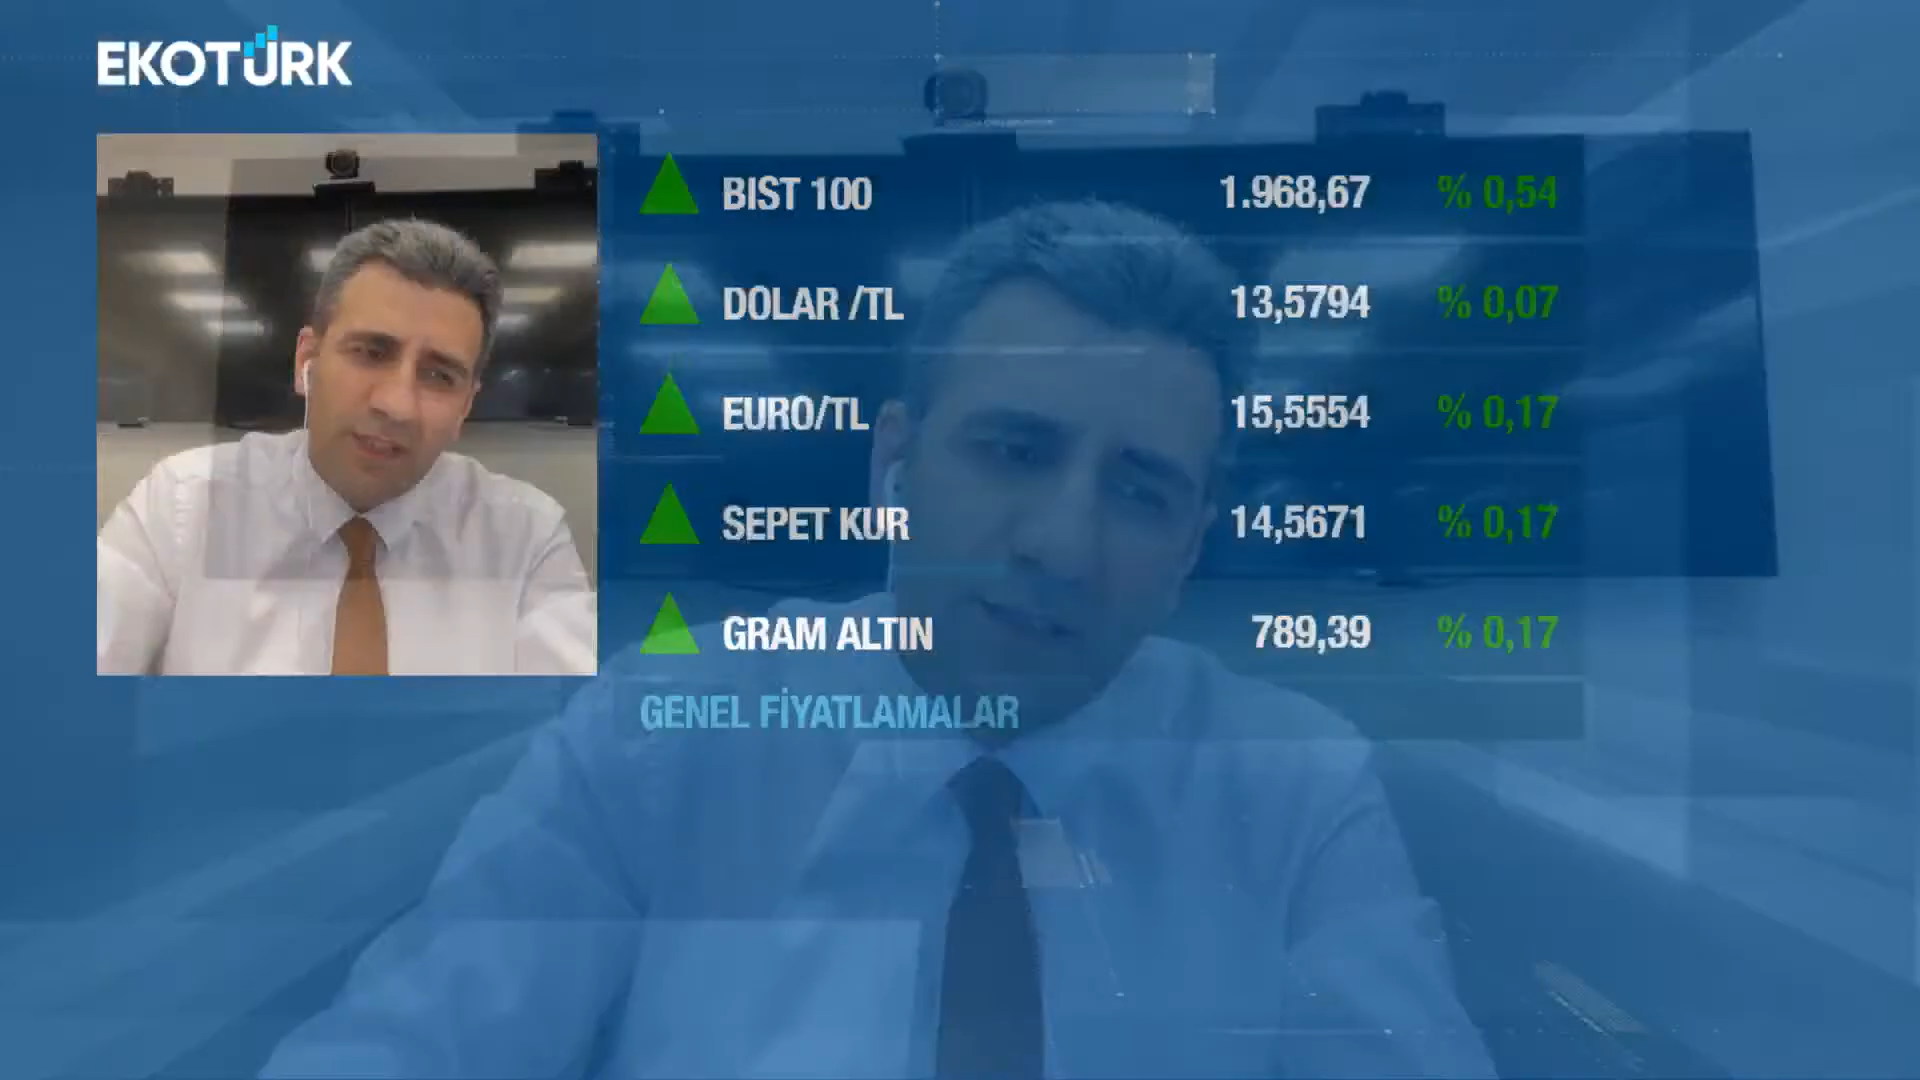 EKOTÜRK
BIST 100 1.968,67 % 0,54
DOLAR /TL 13,5794 % 0,07
EURO/TL 15,5554 % 0,17
SEPET KUR 14,5671 % 0,17
GRAM ALTIN 789,39 % 0,17
GENEL FİYATLAMALAR